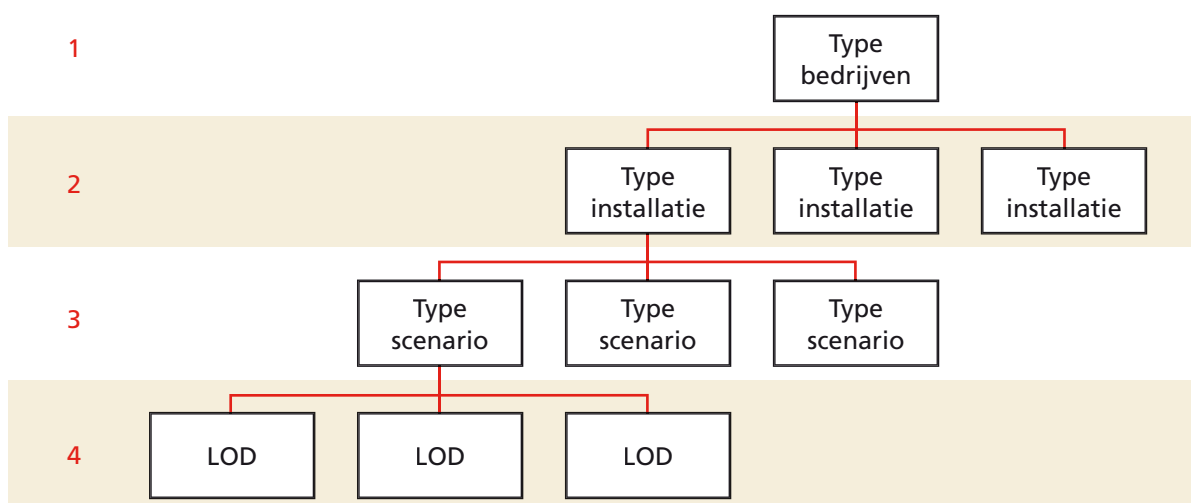 1
Type
bedrijven
2
Type
installatie
Type
installatie
Type
installatie
3
Type
scenario
Type
scenario
Type
scenario
4
LOD
LOD
LOD